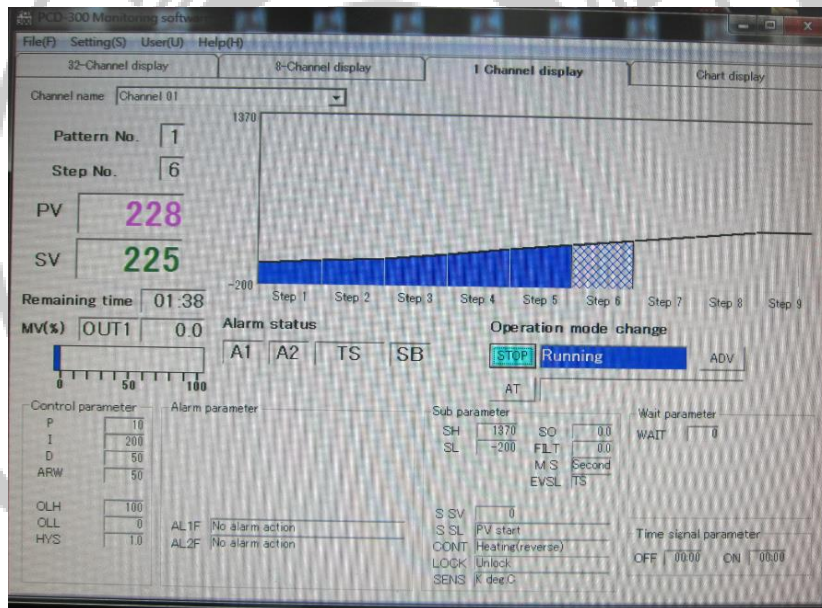 PCD-300 Monitoring software
File(F) Setting(S) User(U) Help(H)
32-Channel display 8-Channel display 1 Channel display Chart display
Channel name Channel 01
1370
Pattern No. 1
Step No. 6
PV 228
SV 225
-200
Step 1 Step 2 Step 3 Step 4 Step 5 Step 6 Step 7 Step 8 Step 9
Remaining time 01:38
MV(%) OUT1 0.0
Alarm status
A1 A2 TS SB
Operation mode change
STOP Running ADV
AT
0 50 100
Control parameter
P 10
I 200
D 50
ARW 50
OLH 100
OLL 0
HYS 1.0
Alarm parameter
AL1F No alarm action
AL2F No alarm action
Sub parameter
SH 1370 SO 0.0
SL -200 FILT 0.0
M S Second
EVSL TS
S SV 0
S SL PV start
CONT Heating(reverse)
LOCK Unlock
SENS K deg.C
Wait parameter
WAIT 0
Time signal parameter
OFF 00:00 ON 00:00